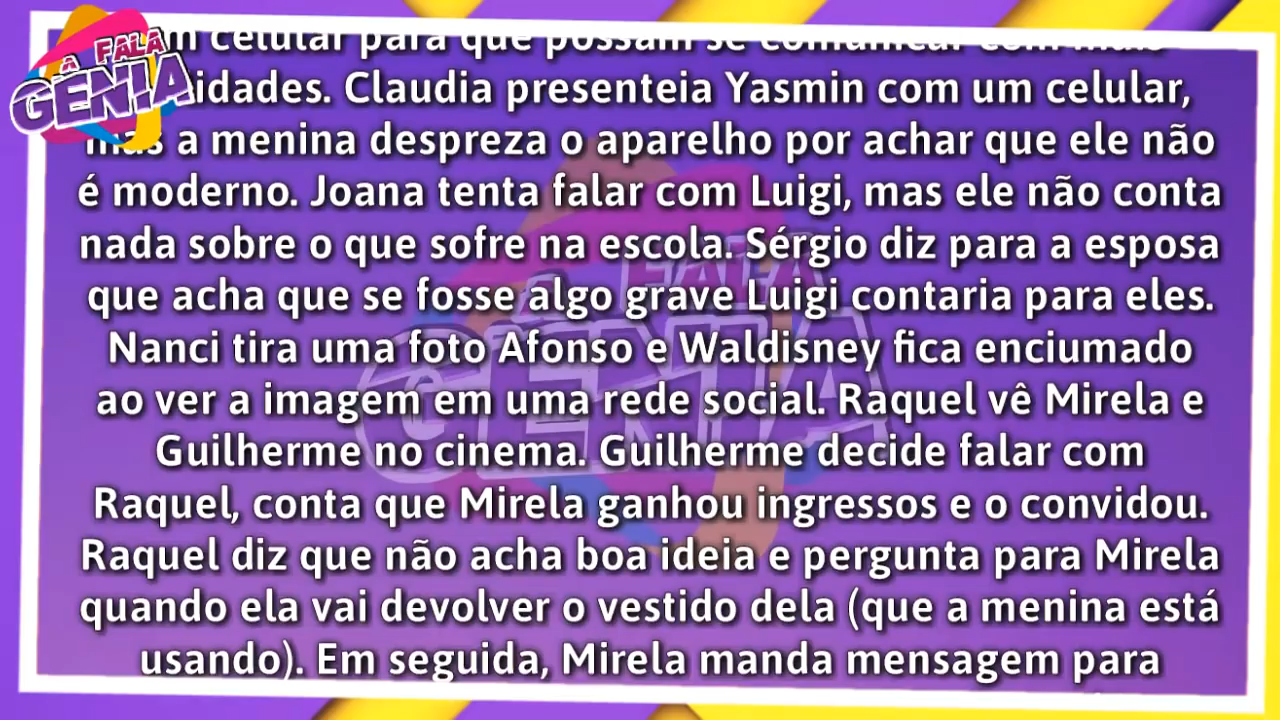 A FALA
GÊNIA
m celular para que possam se comunicar com mais
idades. Claudia presenteia Yasmin com um celular,
mas a menina despreza o aparelho por achar que ele não
é moderno. Joana tenta falar com Luigi, mas ele não conta
nada sobre o que sofre na escola. Sérgio diz para a esposa
que acha que se fosse algo grave Luigi contaria para eles.
Nanci tira uma foto Afonso e Waldisney fica enciumado
ao ver a imagem em uma rede social. Raquel vê Mirela e
Guilherme no cinema. Guilherme decide falar com
Raquel, conta que Mirela ganhou ingressos e o convidou.
Raquel diz que não acha boa ideia e pergunta para Mirela
quando ela vai devolver o vestido dela (que a menina está
usando). Em seguida, Mirela manda mensagem para